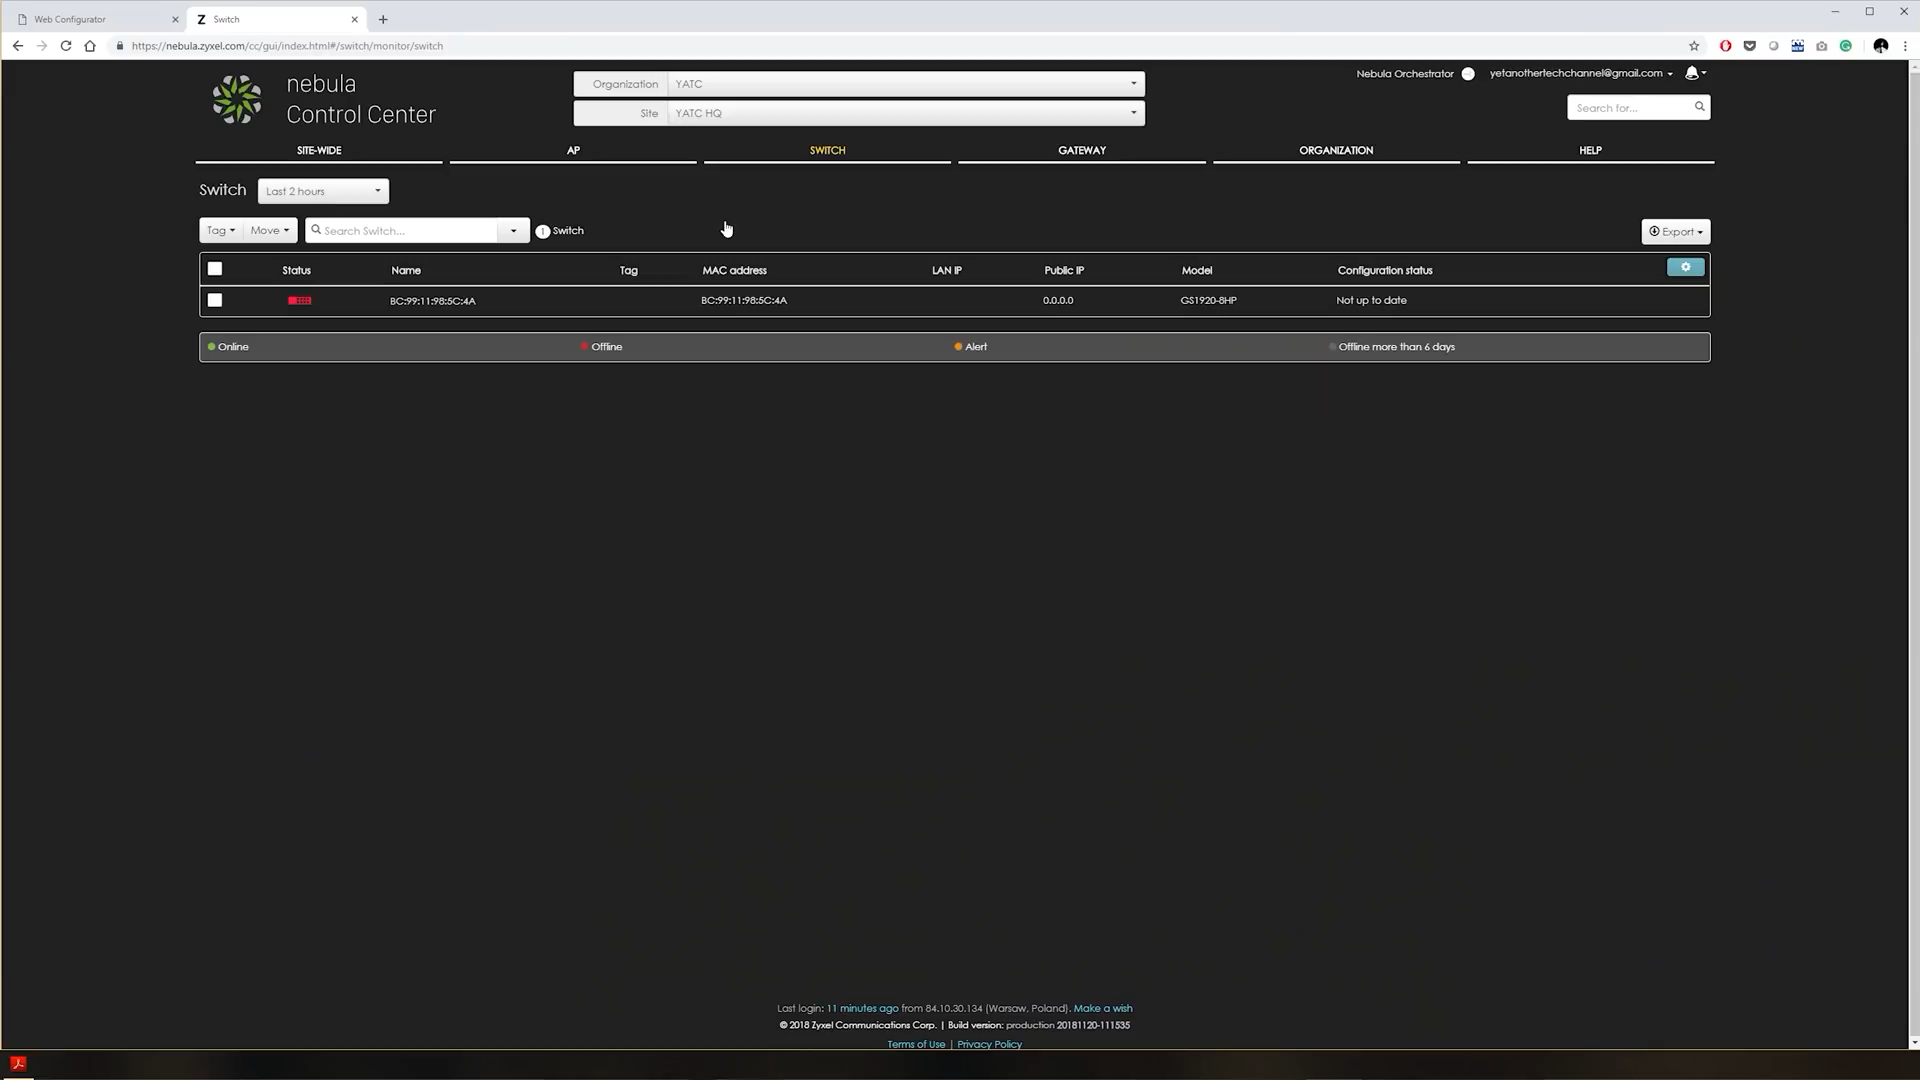 Web Configurator
Z Switch
https://nebula.zyxel.com/cc/gui/index.html#/switch/monitor/switch
nebula
Control Center
Organization YATC
Site YATC HQ
Nebula Orchestrator
yetanothertechchannel@gmail.com
Search for...
SITE-WIDE AP SWITCH GATEWAY ORGANIZATION HELP
Switch Last 2 hours
Tag Move Search Switch... 1 Switch Export
Status Name Tag MAC address LAN IP Public IP Model Configuration status
BC:99:11:98:5C:4A BC:99:11:98:5C:4A 0.0.0.0 GS1920-8HP Not up to date
Online Offline Alert Offline more than 6 days
Last login: 11 minutes ago from 84.10.30.134 (Warsaw, Poland). Make a wish
© 2018 Zyxel Communications Corp. | Build version: production 20181120-111535
Terms of Use | Privacy Policy